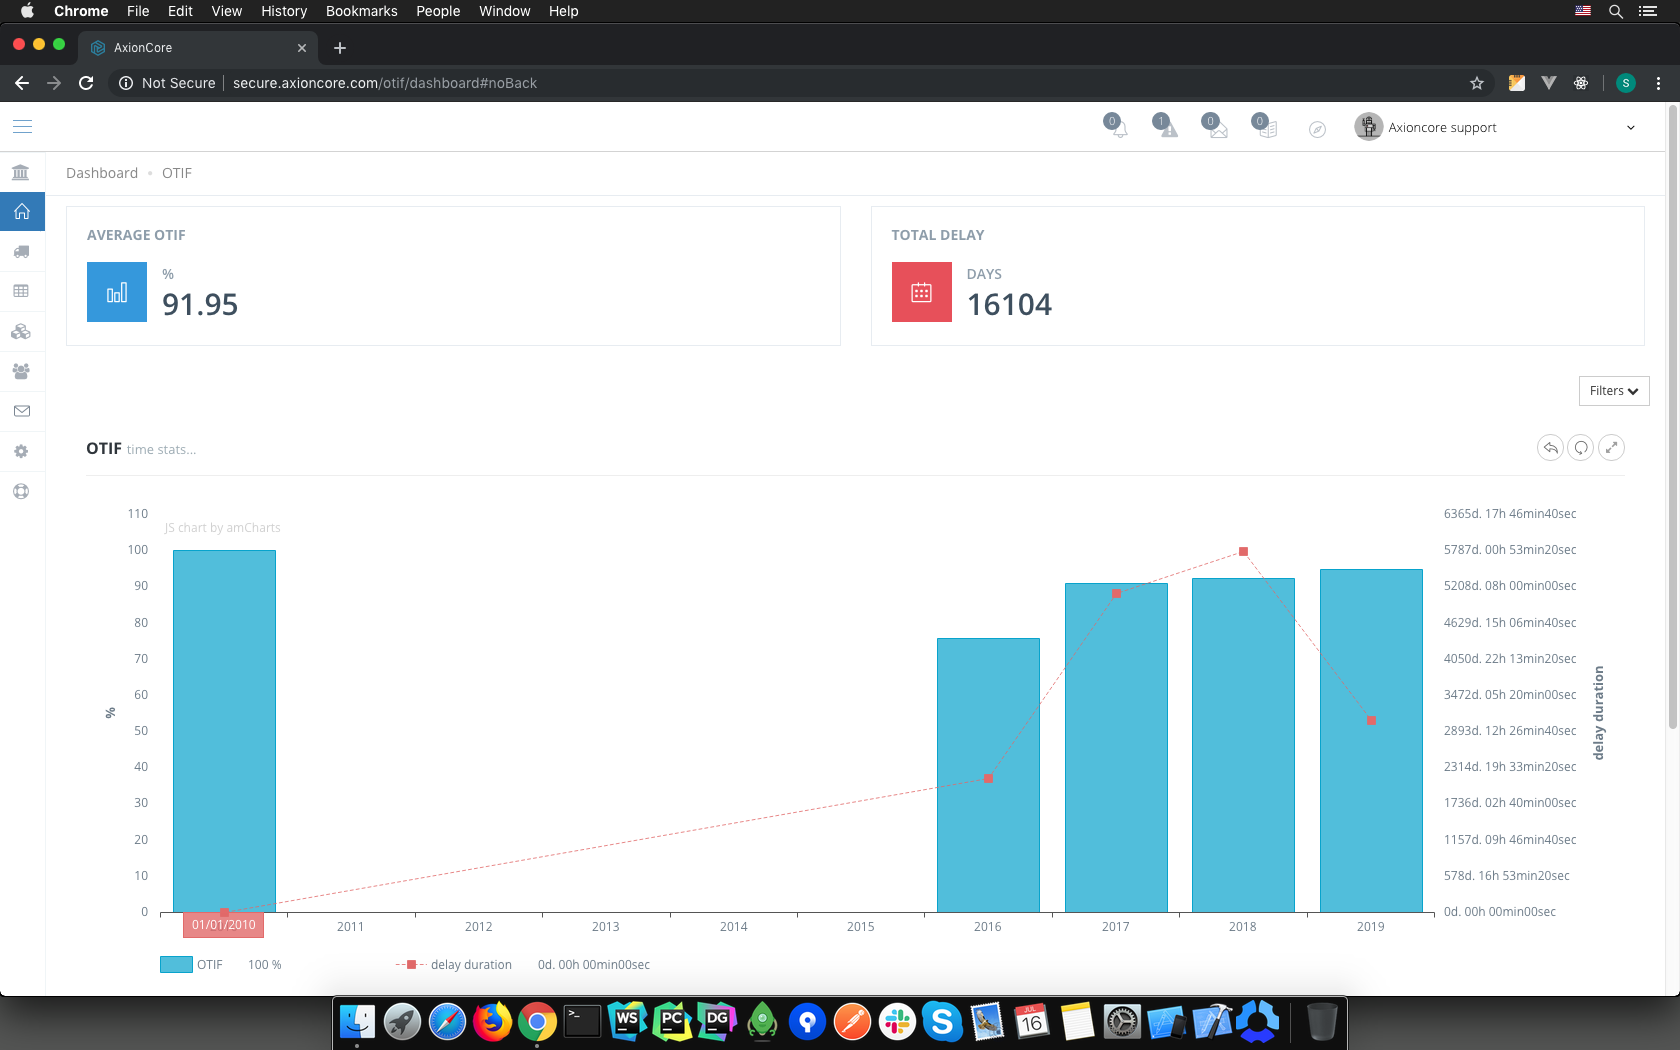 Chrome File Edit View History Bookmarks People Window Help
AxionCore
Not Secure secure.axioncore.com/otif/dashboard#noBack
S
0 1 0 0 Axioncore support
Dashboard OTIF
AVERAGE OTIF
%
91.95
TOTAL DELAY
DAYS
16104
Filters
OTIF time stats...
JS chart by amCharts
110
100
90
80
70
60
50
40
30
20
10
0
%
6365d. 17h 46min40sec
5787d. 00h 53min20sec
5208d. 08h 00min00sec
4629d. 15h 06min40sec
4050d. 22h 13min20sec
3472d. 05h 20min00sec
2893d. 12h 26min40sec
2314d. 19h 33min20sec
1736d. 02h 40min00sec
1157d. 09h 46min40sec
578d. 16h 53min20sec
0d. 00h 00min00sec
delay duration
01/01/2010 2011 2012 2013 2014 2015 2016 2017 2018 2019
OTIF 100 % delay duration 0d. 00h 00min00sec
>_ WS PC DG S JUL 16